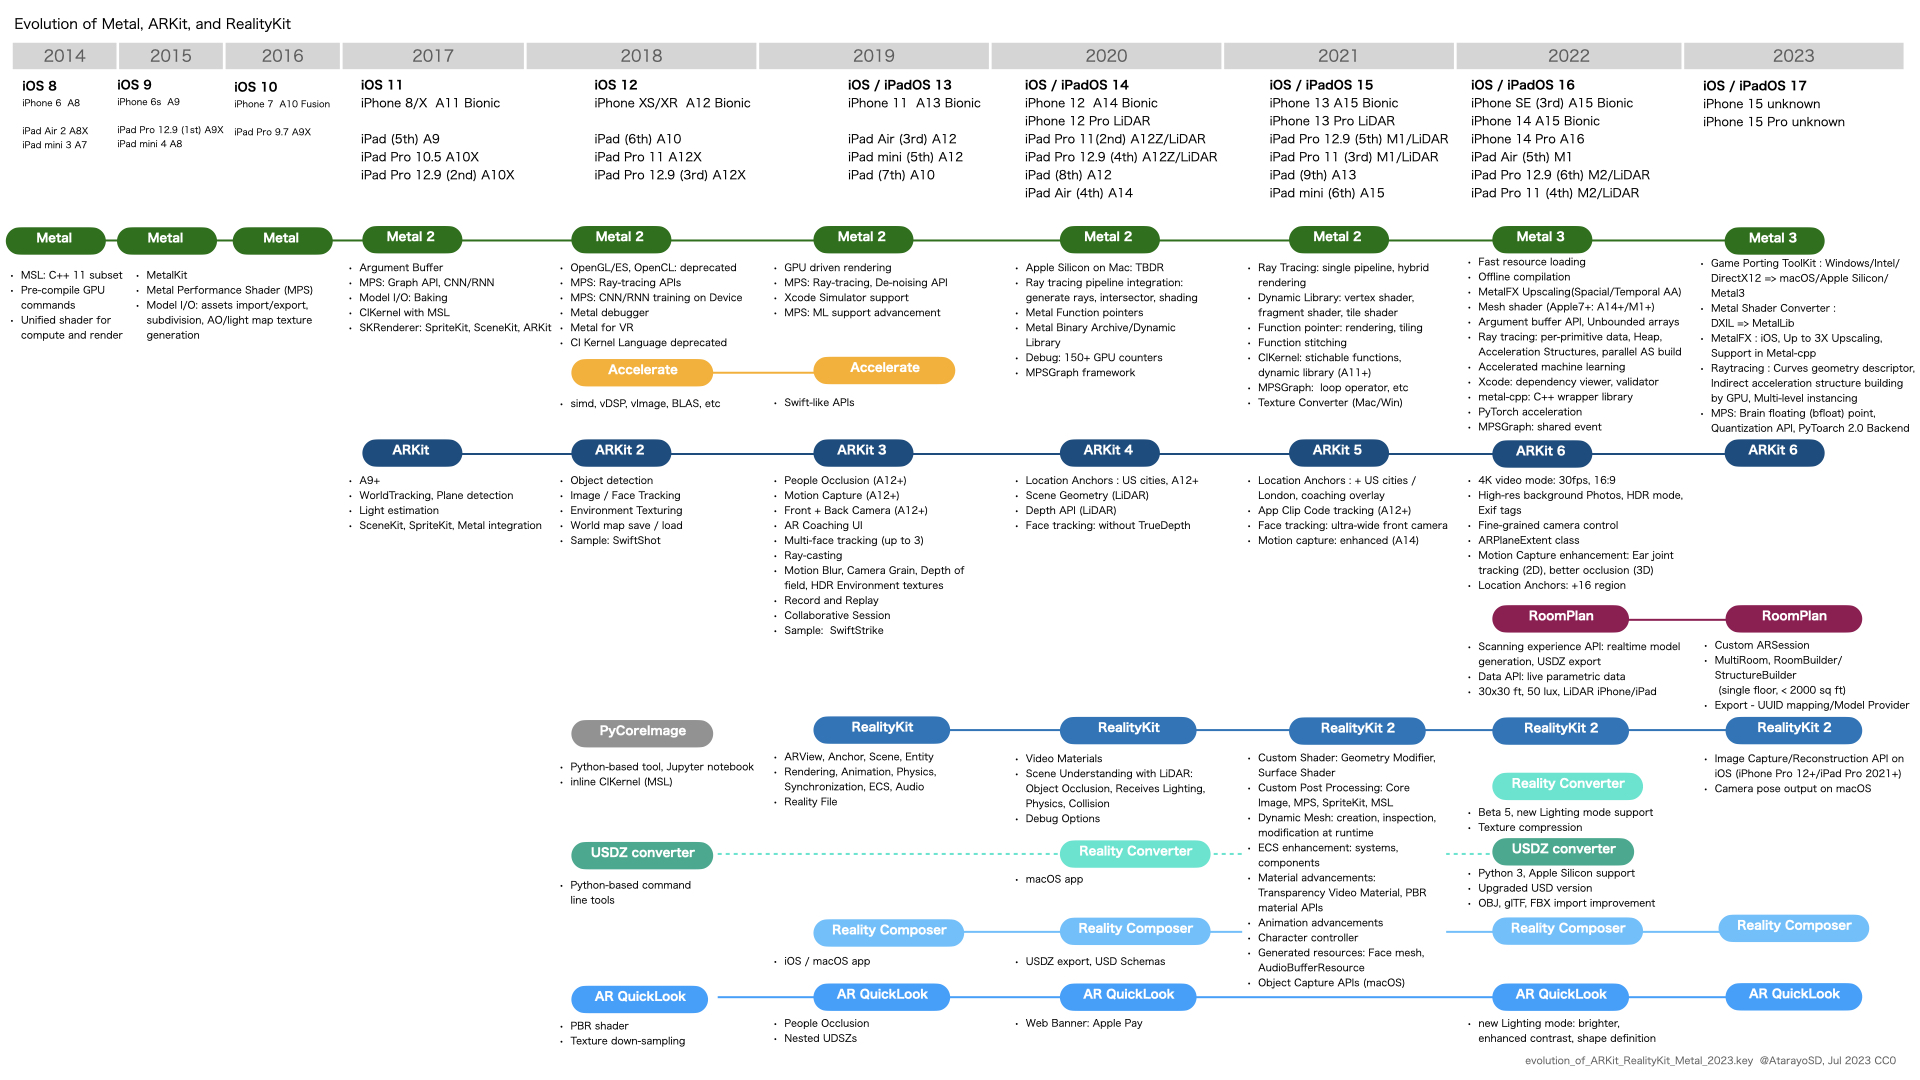 Evolution of Metal, ARKit, and RealityKit
2014
2015
2016
2017
2018
2019
2020
2021
2022
2023
iOS 8
iPhone 6  A8
iPad Air 2 A8X
iPad mini 3 A7
iOS 9
iPhone 6s  A9
iPad Pro 12.9 (1st) A9X
iPad mini 4 A8
iOS 10
iPhone 7  A10 Fusion
iPad Pro 9.7 A9X
iOS 11
iPhone 8/X  A11 Bionic
iPad (5th) A9
iPad Pro 10.5 A10X
iPad Pro 12.9 (2nd) A10X
iOS 12
iPhone XS/XR  A12 Bionic
iPad (6th) A10
iPad Pro 11 A12X
iPad Pro 12.9 (3rd) A12X
iOS / iPadOS 13
iPhone 11  A13 Bionic
iPad Air (3rd) A12
iPad mini (5th) A12
iPad (7th) A10
iOS / iPadOS 14
iPhone 12  A14 Bionic
iPhone 12 Pro LiDAR
iPad Pro 11(2nd) A12Z/LiDAR
iPad Pro 12.9 (4th) A12Z/LiDAR
iPad (8th) A12
iPad Air (4th) A14
iOS / iPadOS 15
iPhone 13 A15 Bionic
iPhone 13 Pro LiDAR
iPad Pro 12.9 (5th) M1/LiDAR
iPad Pro 11 (3rd) M1/LiDAR
iPad (9th) A13
iPad mini (6th) A15
iOS / iPadOS 16
iPhone SE (3rd) A15 Bionic
iPhone 14 A15 Bionic
iPhone 14 Pro A16
iPad Air (5th) M1
iPad Pro 12.9 (6th) M2/LiDAR
iPad Pro 11 (4th) M2/LiDAR
iOS / iPadOS 17
iPhone 15 unknown
iPhone 15 Pro unknown
Metal
• MSL: C++ 11 subset
• Pre-compile GPU
commands
• Unified shader for
compute and render
Metal
• MetalKit
• Metal Performance Shader (MPS)
• Model I/O: assets import/export,
subdivision, AO/light map texture
generation
Metal
Metal 2
• Argument Buffer
• MPS: Graph API, CNN/RNN
• Model I/O: Baking
• CIKernel with MSL
• SKRenderer: SpriteKit, SceneKit, ARKit
Metal 2
• OpenGL/ES, OpenCL: deprecated
• MPS: Ray-tracing APIs
• MPS: CNN/RNN training on Device
• Metal debugger
• Metal for VR
• CI Kernel Language deprecated
Metal 2
• GPU driven rendering
• MPS: Ray-tracing, De-noising API
• Xcode Simulator support
• MPS: ML support advancement
Metal 2
• Apple Silicon on Mac: TBDR
• Ray tracing pipeline integration:
generate rays, intersector, shading
• Metal Function pointers
• Metal Binary Archive/Dynamic
Library
• Debug: 150+ GPU counters
• MPSGraph framework
Metal 2
• Ray Tracing: single pipeline, hybrid
rendering
• Dynamic Library: vertex shader,
fragment shader, tile shader
• Function pointer: rendering, tiling
• Function stitching
• CIKernel: stichable functions,
dynamic library (A11+)
• MPSGraph:  loop operator, etc
• Texture Converter (Mac/Win)
Metal 3
• Fast resource loading
• Offline compilation
• MetalFX Upscaling(Spacial/Temporal AA)
• Mesh shader (Apple7+: A14+/M1+)
• Argument buffer API, Unbounded arrays
• Ray tracing: per-primitive data, Heap,
Acceleration Structures, parallel AS build
• Accelerated machine learning
• Xcode: dependency viewer, validator
• metal-cpp: C++ wrapper library
• PyTorch acceleration
• MPSGraph: shared event
Metal 3
• Game Porting ToolKit : Windows/Intel/
DirectX12 => macOS/Apple Silicon/
Metal3
• Metal Shader Converter :
DXIL => MetalLib
• MetalFX : iOS, Up to 3X Upscaling,
Support in Metal-cpp
• Raytracing : Curves geometry descriptor,
Indirect acceleration structure building
by GPU, Multi-level instancing
• MPS: Brain floating (bfloat) point,
Quantization API, PyToarch 2.0 Backend
Accelerate
• simd, vDSP, vImage, BLAS, etc
Accelerate
• Swift-like APIs
ARKit
• A9+
• WorldTracking, Plane detection
• Light estimation
• SceneKit, SpriteKit, Metal integration
ARKit 2
• Object detection
• Image / Face Tracking
• Environment Texturing
• World map save / load
• Sample: SwiftShot
ARKit 3
• People Occlusion (A12+)
• Motion Capture (A12+)
• Front + Back Camera (A12+)
• AR Coaching UI
• Multi-face tracking (up to 3)
• Ray-casting
• Motion Blur, Camera Grain, Depth of
field, HDR Environment textures
• Record and Replay
• Collaborative Session
• Sample:  SwiftStrike
ARKit 4
• Location Anchors : US cities, A12+
• Scene Geometry (LiDAR)
• Depth API (LiDAR)
• Face tracking: without TrueDepth
ARKit 5
• Location Anchors : + US cities /
London, coaching overlay
• App Clip Code tracking (A12+)
• Face tracking: ultra-wide front camera
• Motion capture: enhanced (A14)
ARKit 6
• 4K video mode: 30fps, 16:9
• High-res background Photos, HDR mode,
Exif tags
• Fine-grained camera control
• ARPlaneExtent class
• Motion Capture enhancement: Ear joint
tracking (2D), better occlusion (3D)
• Location Anchors: +16 region
ARKit 6
RoomPlan
• Scanning experience API: realtime model
generation, USDZ export
• Data API: live parametric data
• 30x30 ft, 50 lux, LiDAR iPhone/iPad
RoomPlan
• Custom ARSession
• MultiRoom, RoomBuilder/
StructureBuilder
(single floor, < 2000 sq ft)
• Export - UUID mapping/Model Provider
PyCoreImage
• Python-based tool, Jupyter notebook
• inline CIKernel (MSL)
RealityKit
• ARView, Anchor, Scene, Entity
• Rendering, Animation, Physics,
Synchronization, ECS, Audio
• Reality File
RealityKit
• Video Materials
• Scene Understanding with LiDAR:
Object Occlusion, Receives Lighting,
Physics, Collision
• Debug Options
RealityKit 2
• Custom Shader: Geometry Modifier,
Surface Shader
• Custom Post Processing: Core
Image, MPS, SpriteKit, MSL
• Dynamic Mesh: creation, inspection,
modification at runtime
• ECS enhancement: systems,
components
• Material advancements:
Transparency Video Material, PBR
material APIs
• Animation advancements
• Character controller
• Generated resources: Face mesh,
AudioBufferResource
• Object Capture APIs (macOS)
RealityKit 2
RealityKit 2
• Image Capture/Reconstruction API on
iOS (iPhone Pro 12+/iPad Pro 2021+)
• Camera pose output on macOS
Reality Converter
• Beta 5, new Lighting mode support
• Texture compression
USDZ converter
• Python-based command
line tools
Reality Converter
• macOS app
USDZ converter
• Python 3, Apple Silicon support
• Upgraded USD version
• OBJ, glTF, FBX import improvement
Reality Composer
• iOS / macOS app
Reality Composer
• USDZ export, USD Schemas
Reality Composer
Reality Composer
AR QuickLook
• PBR shader
• Texture down-sampling
AR QuickLook
• People Occlusion
• Nested UDSZs
AR QuickLook
• Web Banner: Apple Pay
AR QuickLook
• new Lighting mode: brighter,
enhanced contrast, shape definition
AR QuickLook
evolution_of_ARKit_RealityKit_Metal_2023.key  @AtarayoSD, Jul 2023 CC0